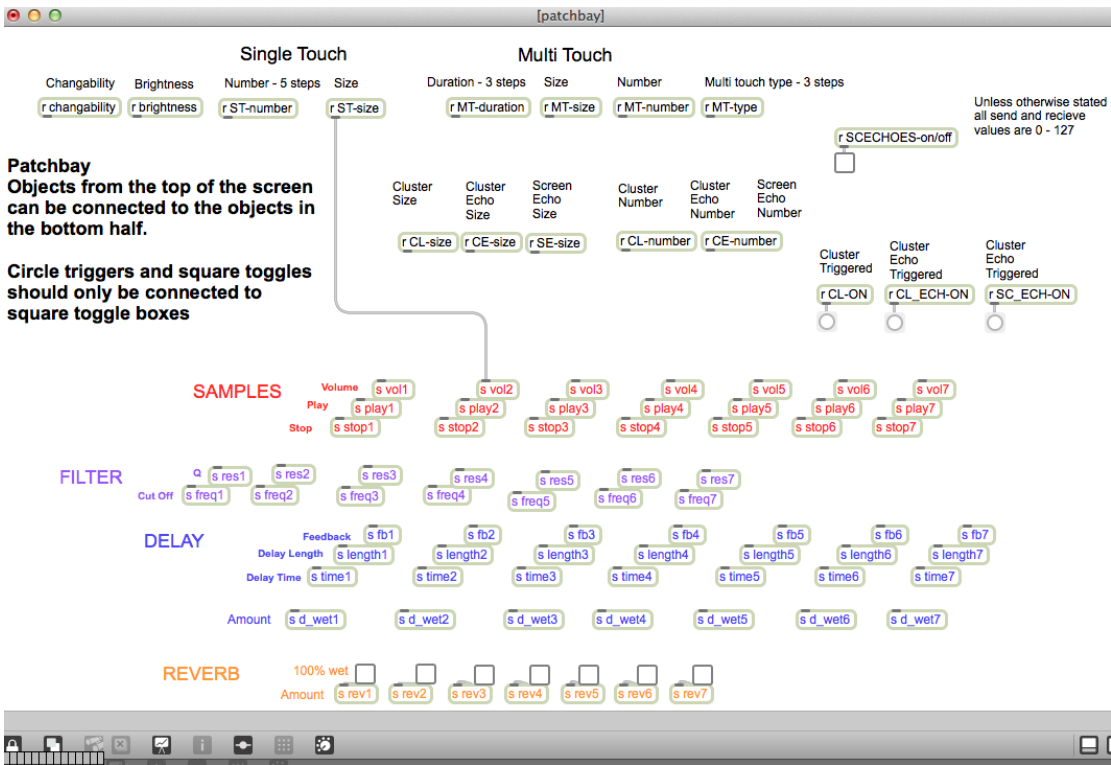 [patchbay]
Single Touch
Multi Touch
Changability
Brightness
Number - 5 steps
Size
Duration - 3 steps
Size
Number
Multi touch type - 3 steps
r changability
r brightness
r ST-number
r ST-size
r MT-duration
r MT-size
r MT-number
r MT-type
Unless otherwise stated
all send and recieve
values are 0 - 127
r SCECHOES-on/off
Patchbay
Objects from the top of the screen
can be connected to the objects in
the bottom half.
Circle triggers and square toggles
should only be connected to
square toggle boxes
Cluster
Size
Cluster
Echo
Size
Screen
Echo
Size
Cluster
Number
Cluster
Echo
Number
Screen
Echo
Number
r CL-size
r CE-size
r SE-size
r CL-number
r CE-number
Cluster
Triggered
Cluster
Echo
Triggered
Cluster
Echo
Triggered
r CL-ON
r CL_ECH-ON
r SC_ECH-ON
SAMPLES
Volume
s vol1
s vol2
s vol3
s vol4
s vol5
s vol6
s vol7
Play
s play1
s play2
s play3
s play4
s play5
s play6
s play7
Stop
s stop1
s stop2
s stop3
s stop4
s stop5
s stop6
s stop7
FILTER
Q
s res1
s res2
s res3
s res4
s res5
s res6
s res7
Cut Off
s freq1
s freq2
s freq3
s freq4
s freq5
s freq6
s freq7
DELAY
Feedback
s fb1
s fb2
s fb3
s fb4
s fb5
s fb6
s fb7
Delay Length
s length1
s length2
s length3
s length4
s length5
s length6
s length7
Delay Time
s time1
s time2
s time3
s time4
s time5
s time6
s time7
Amount
s d_wet1
s d_wet2
s d_wet3
s d_wet4
s d_wet5
s d_wet6
s d_wet7
REVERB
100% wet
Amount
s rev1
s rev2
s rev3
s rev4
s rev5
s rev6
s rev7